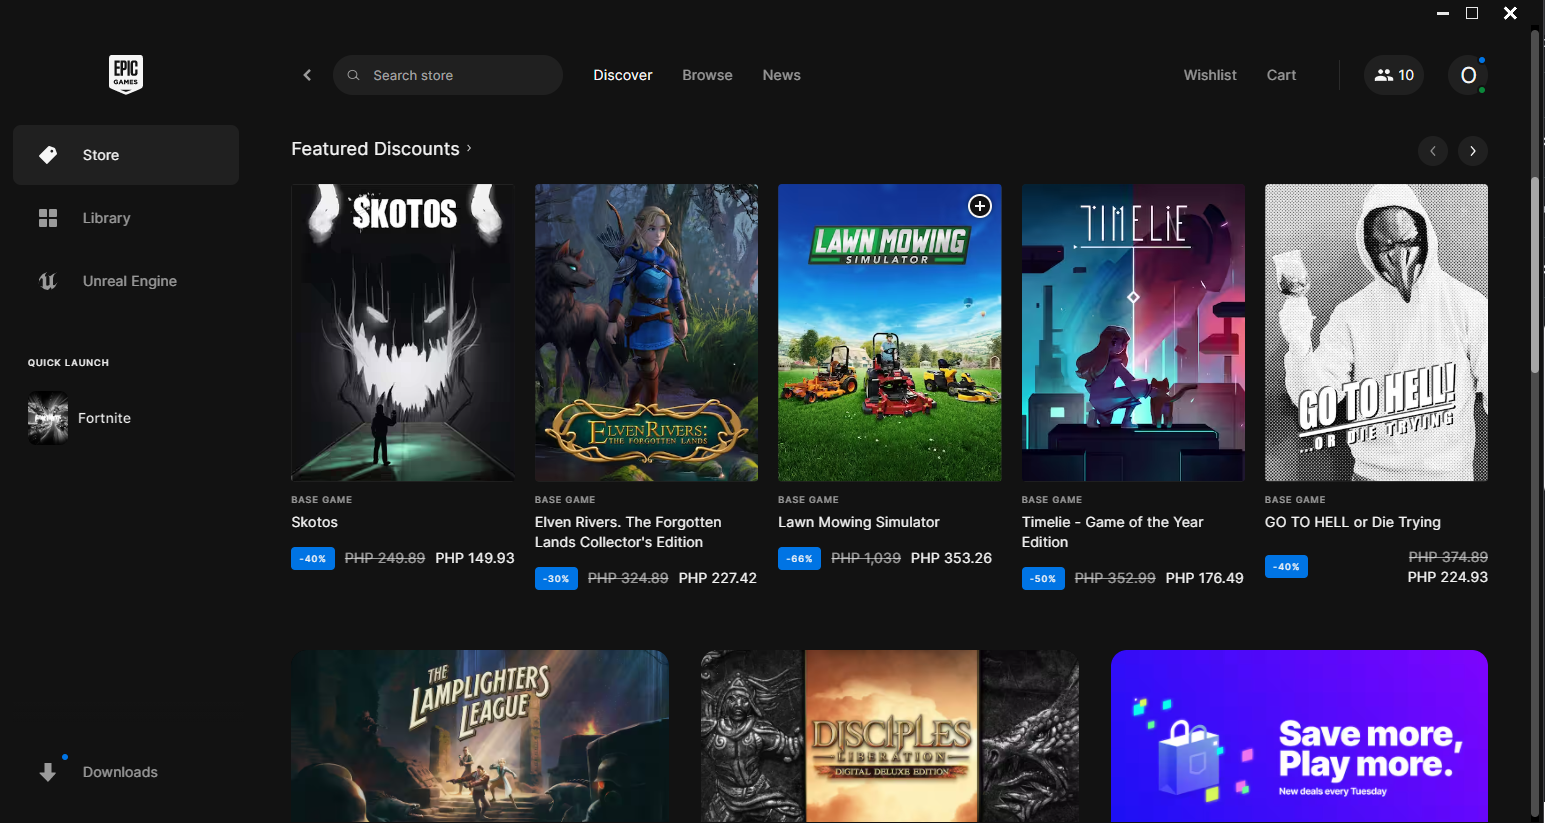 EPIC
GAMES
Search store
Discover
Browse
News
Wishlist
Cart
10
O
Store
Library
Unreal Engine
QUICK LAUNCH
Fortnite
Downloads
Featured Discounts
SKOTOS
ELVEN RIVERS:
THE FORGOTTEN LANDS
LAWN MOWING
SIMULATOR
TIMELIE
GO TO HELL!
...OR DIE TRYING
BASE GAME
Skotos
-40% PHP 249.89 PHP 149.93
BASE GAME
Elven Rivers. The Forgotten
Lands Collector's Edition
-30% PHP 324.89 PHP 227.42
BASE GAME
Lawn Mowing Simulator
-66% PHP 1,039 PHP 353.26
BASE GAME
Timelie - Game of the Year
Edition
-50% PHP 352.99 PHP 176.49
BASE GAME
GO TO HELL or Die Trying
-40%
PHP 374.89
PHP 224.93
THE
LAMPLIGHTERS
LEAGUE
DISCIPLES
LIBERATION
DIGITAL DELUXE EDITION
Save more,
Play more.
New deals every Tuesday